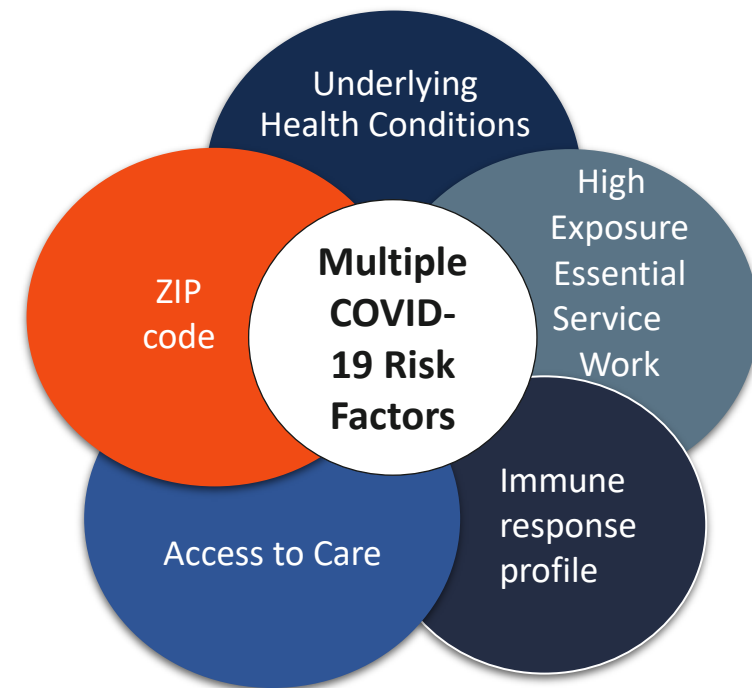 Underlying
Health Conditions
High
Exposure
Essential
Service
Work
ZIP
code
Multiple
COVID-
19 Risk
Factors
Immune
response
profile
Access to Care